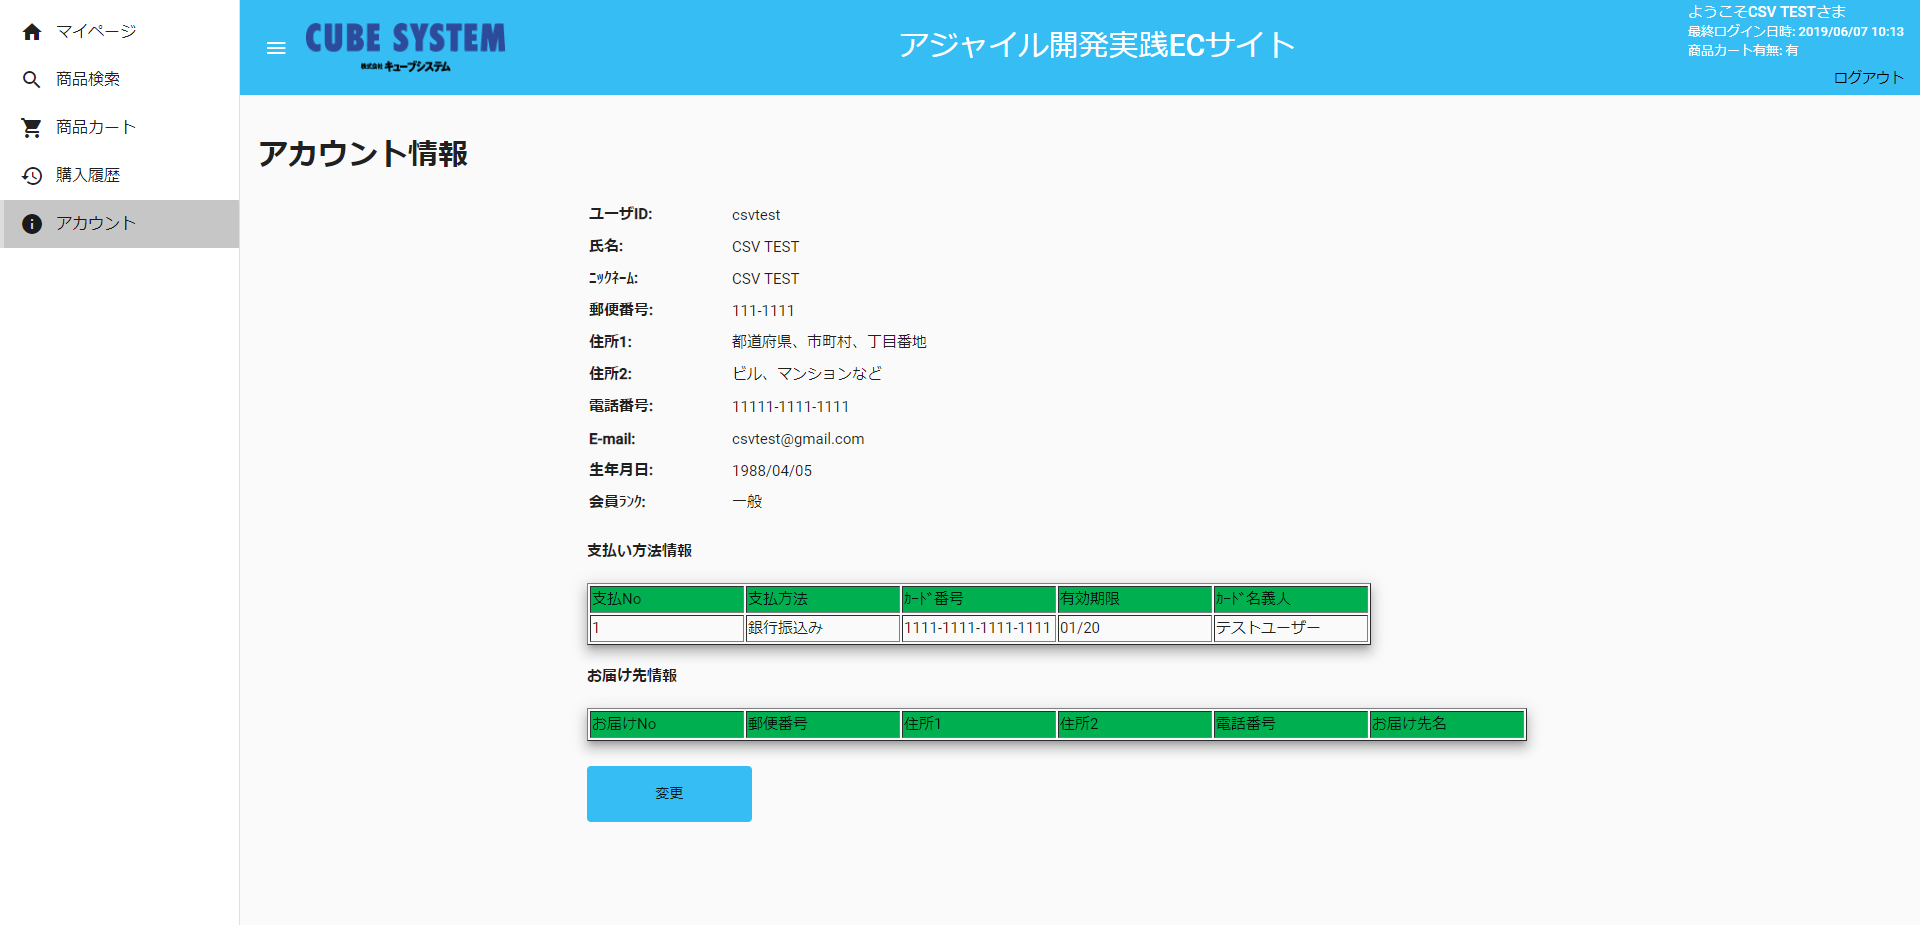 マイページ
商品検索
商品カート
購入履歴
アカウント
CUBE SYSTEM
株式会社 キューブシステム
アジャイル開発実践ECサイト
ようこそCSV TESTさま
最終ログイン日時: 2019/06/07 10:13
商品カート有無: 有
ログアウト
アカウント情報
ユーザID: csvtest
氏名: CSV TEST
ﾆｯｸﾈｰﾑ: CSV TEST
郵便番号: 111-1111
住所1: 都道府県、市町村、丁目番地
住所2: ビル、マンションなど
電話番号: 11111-1111-1111
E-mail: csvtest@gmail.com
生年月日: 1988/04/05
会員ﾗﾝｸ: 一般
支払い方法情報
支払No 支払方法 ｶｰﾄﾞ番号 有効期限 ｶｰﾄﾞ名義人
1 銀行振込み 1111-1111-1111-1111 01/20 テストユーザー
お届け先情報
お届けNo 郵便番号 住所1 住所2 電話番号 お届け先名
変更